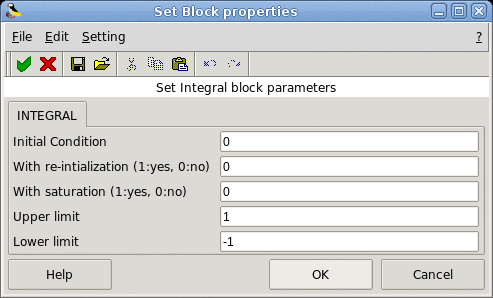 Set Block properties
File Edit Setting ?
Set Integral block parameters
INTEGRAL
Initial Condition 0
With re-intialization (1:yes, 0:no) 0
With saturation (1:yes, 0:no) 0
Upper limit 1
Lower limit -1
Help OK Cancel